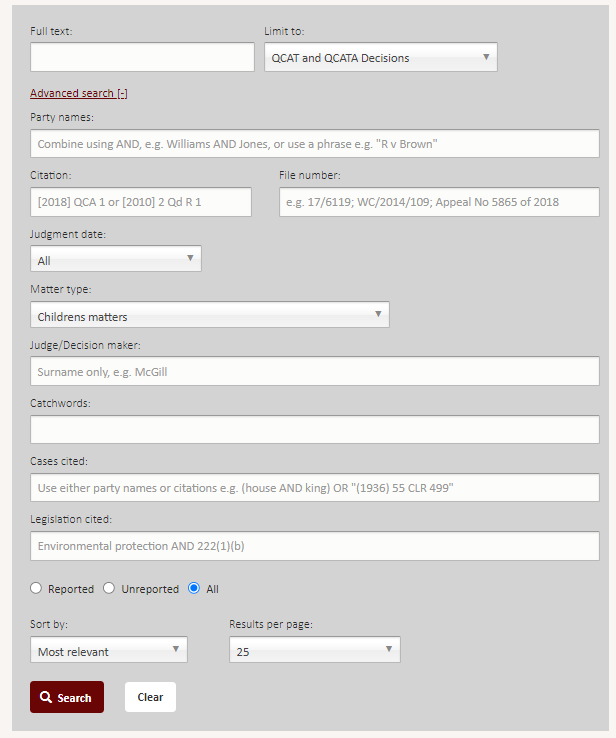 Full text:
Limit to:
QCAT and QCATA Decisions
Advanced search [-]
Party names:
Combine using AND, e.g. Williams AND Jones, or use a phrase e.g. "R v Brown"
Citation:
File number:
[2018] QCA 1 or [2010] 2 Qd R 1
e.g. 17/6119; WC/2014/109; Appeal No 5865 of 2018
Judgment date:
All
Matter type:
Childrens matters
Judge/Decision maker:
Surname only, e.g. McGill
Catchwords:
Cases cited:
Use either party names or citations e.g. (house AND king) OR "(1936) 55 CLR 499"
Legislation cited:
Environmental protection AND 222(1)(b)
Reported
Unreported
All
Sort by:
Results per page:
Most relevant
25
Search
Clear